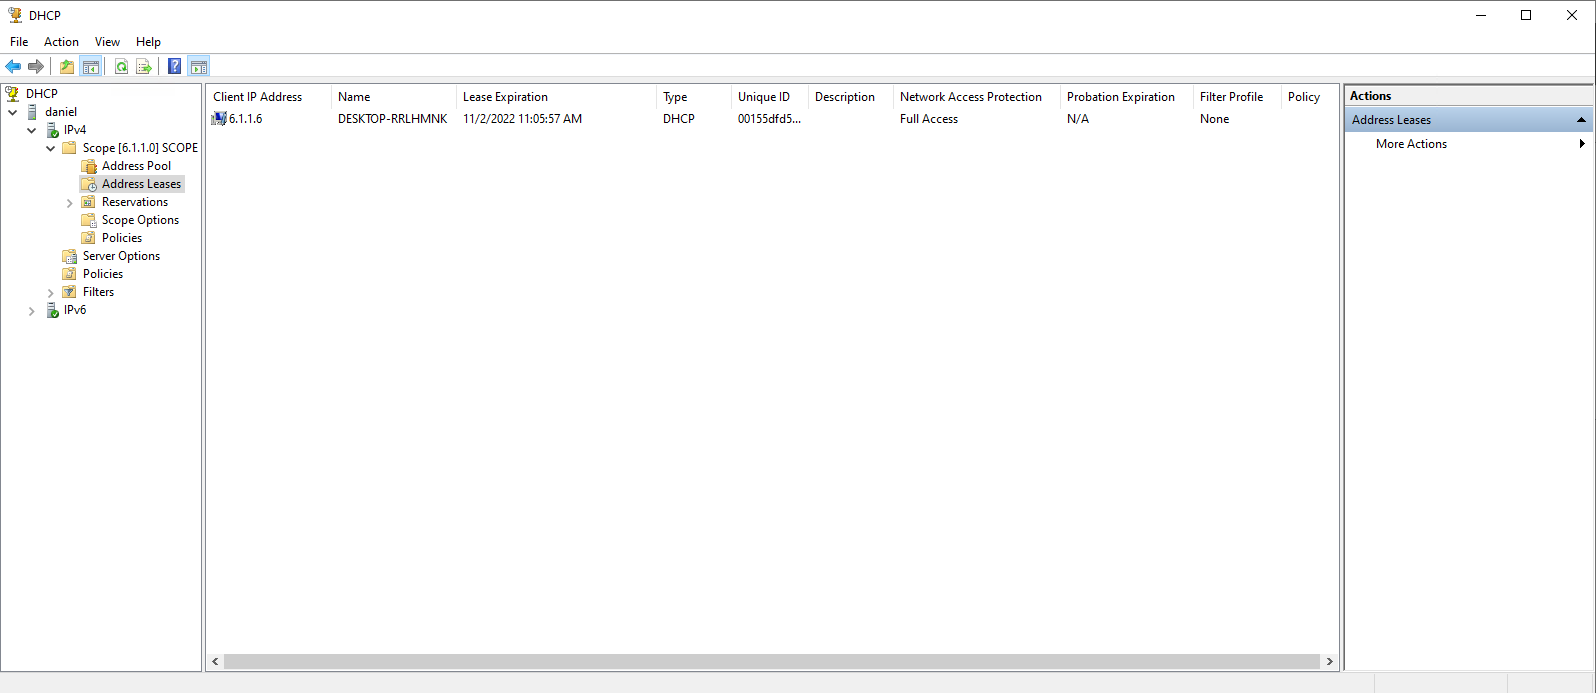 DHCP
File Action View Help
DHCP
daniel
IPv4
Scope [6.1.1.0] SCOPE
Address Pool
Address Leases
Reservations
Scope Options
Policies
Server Options
Policies
Filters
IPv6
Client IP Address Name Lease Expiration Type Unique ID Description Network Access Protection Probation Expiration Filter Profile Policy
6.1.1.6 DESKTOP-RRLHMNK 11/2/2022 11:05:57 AM DHCP 00155dfd5... Full Access N/A None
Actions
Address Leases
More Actions